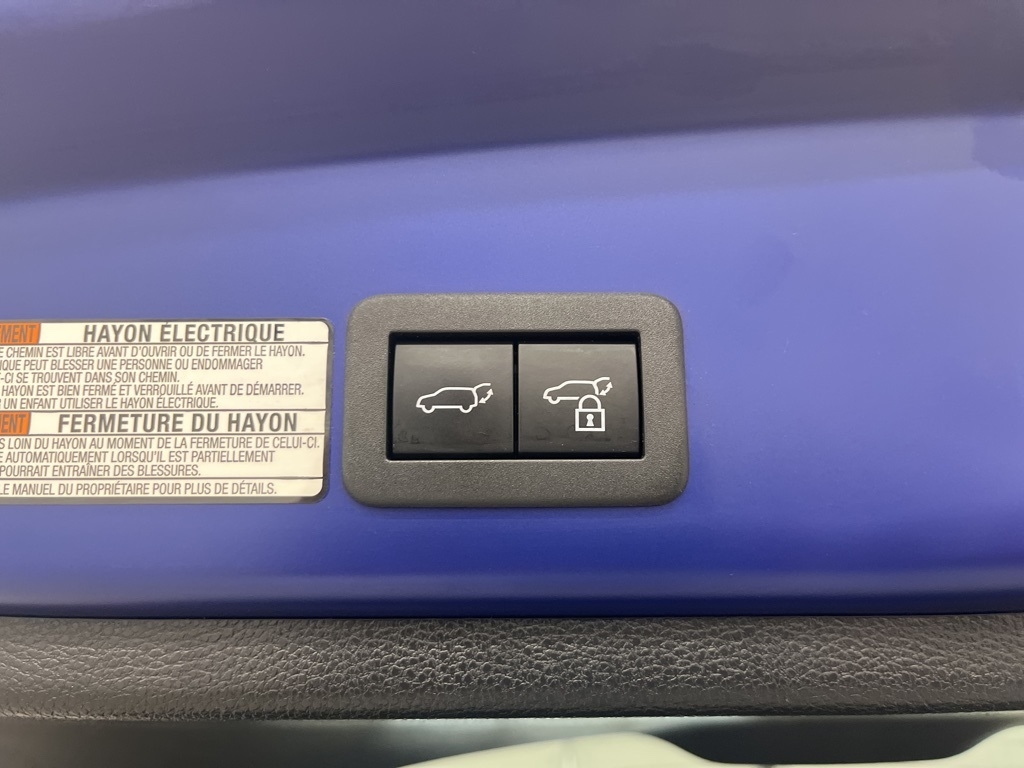 HAYON ÉLECTRIQUE
CHEMIN EST LIBRE AVANT D'OUVRIR OU DE FERMER LE HAYON.
PEUT BLESSER UNE PERSONNE OU ENDOMMAGER
-CI SE TROUVENT DANS SON CHEMIN.
HAYON EST BIEN FERMÉ ET VERROUILLÉ AVANT DE DÉMARRER.
UN ENFANT UTILISER LE HAYON ÉLECTRIQUE.
FERMETURE DU HAYON
LOIN DU HAYON AU MOMENT DE LA FERMETURE DE CELUI-CI.
AUTOMATIQUEMENT LORSQU'IL EST PARTIELLEMENT
POURRAIT ENTRAÎNER DES BLESSURES.
LE MANUEL DU PROPRIÉTAIRE POUR PLUS DE DÉTAILS.